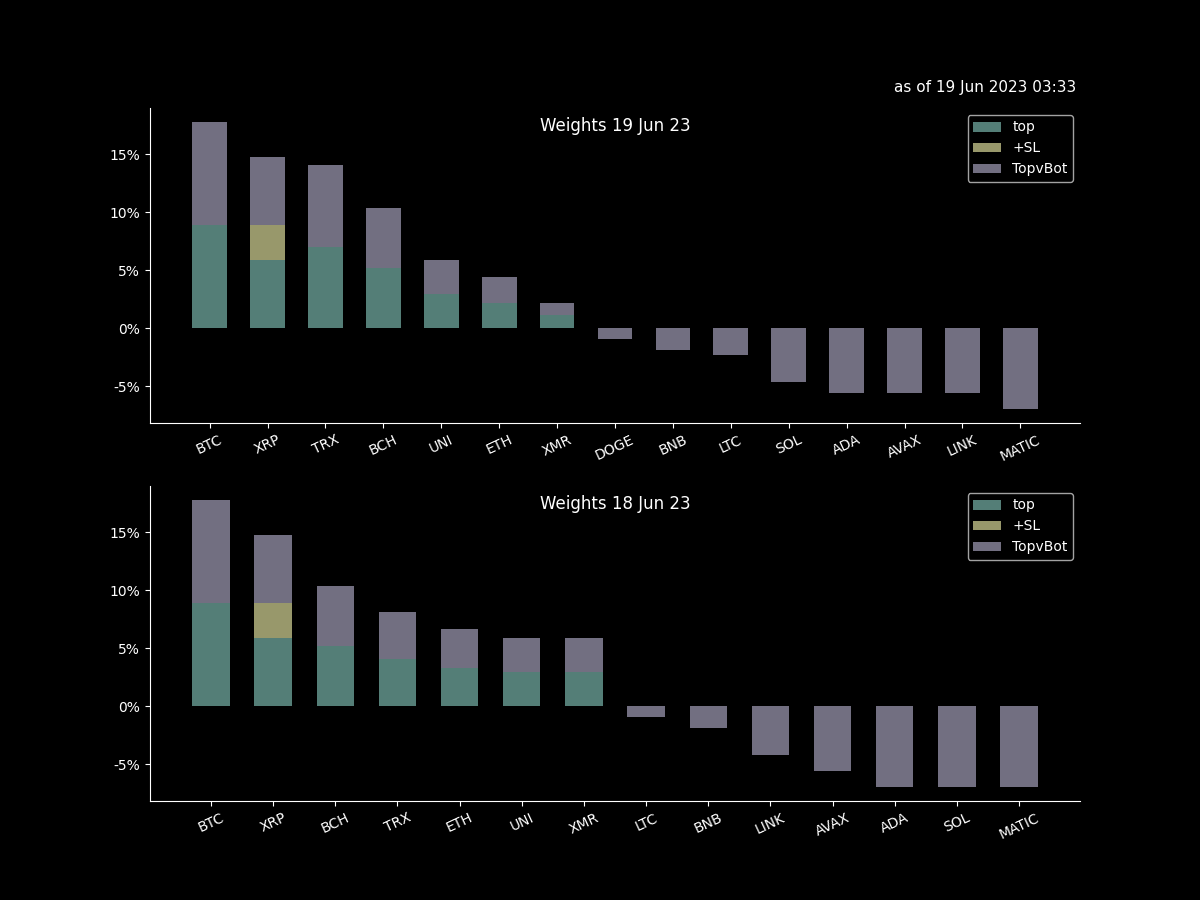 as of 19 Jun 2023 03:33
Weights 19 Jun 23
top
+SL
TopvBot
15%
10%
5%
0%
-5%
BTC XRP TRX BCH UNI ETH XMR DOGE BNB LTC SOL ADA AVAX LINK MATIC
Weights 18 Jun 23
top
+SL
TopvBot
15%
10%
5%
0%
-5%
BTC XRP BCH TRX ETH UNI XMR LTC BNB LINK AVAX ADA SOL MATIC